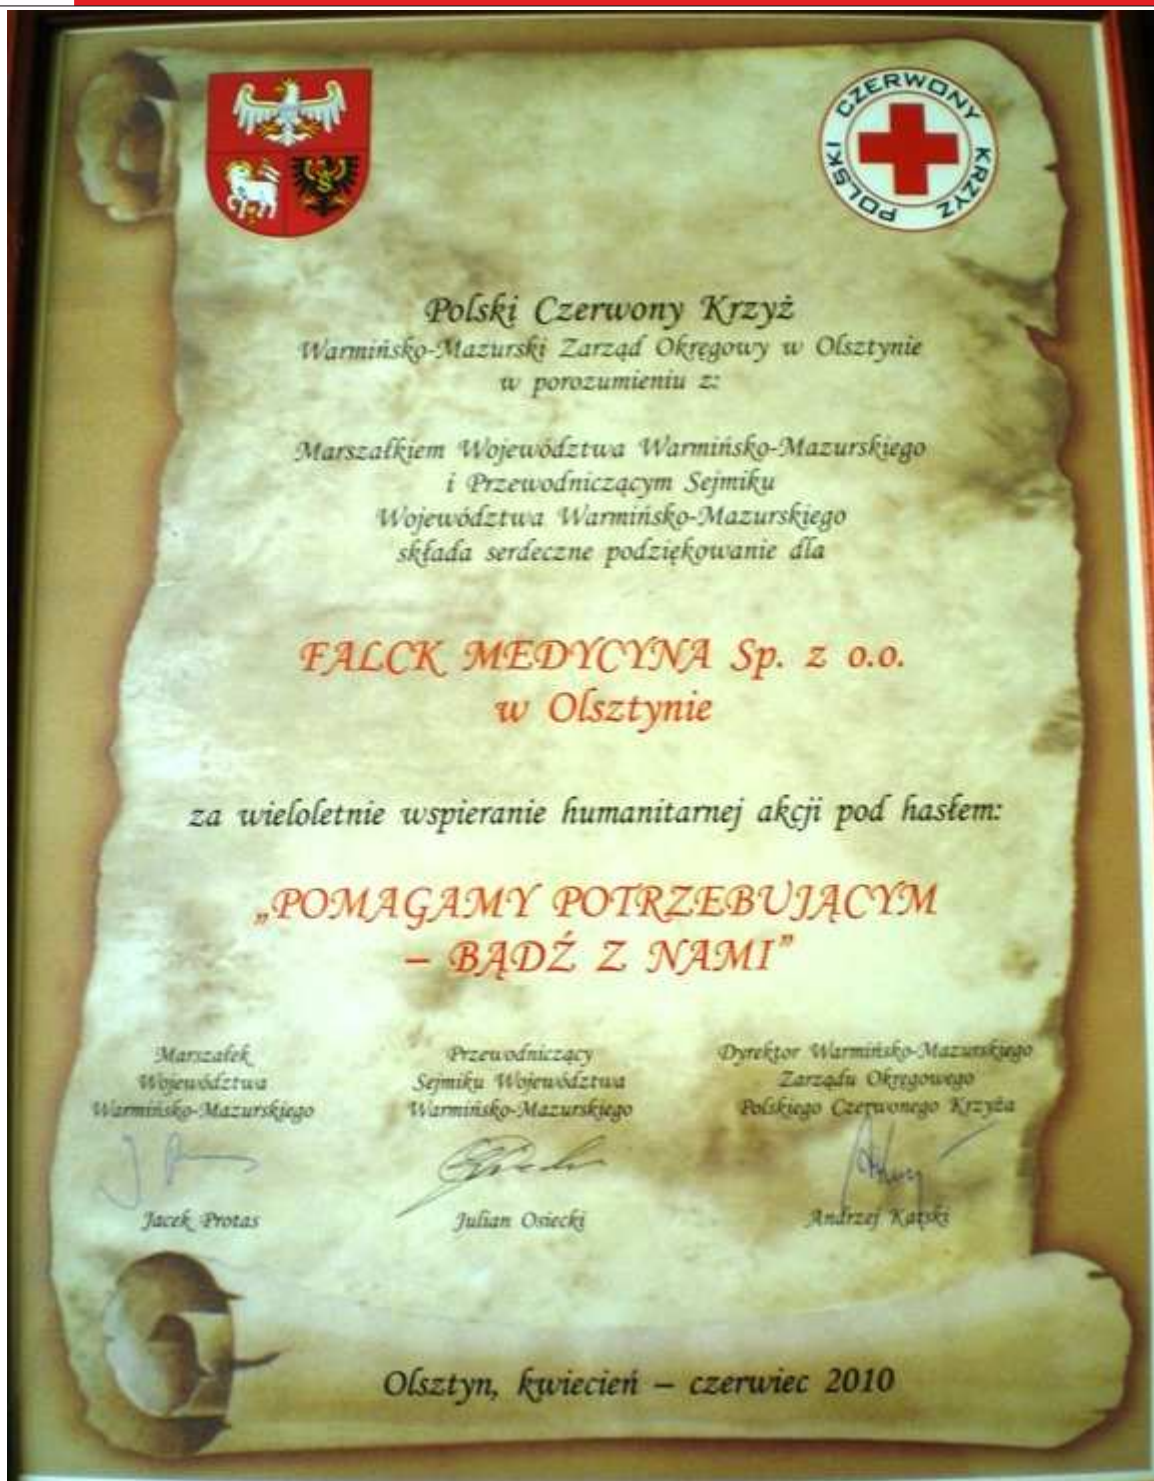 POLSKI CZERWONY KRZYŻ
Polski Czerwony Krzyż
Warmińsko-Mazurski Zarząd Okręgowy w Olsztynie
w porozumieniu z:
Marszałkiem Województwa Warmińsko-Mazurskiego
i Przewodniczącym Sejmiku
Województwa Warmińsko-Mazurskiego
składa serdeczne podziękowanie dla
FALCK MEDYCYNA Sp. z o.o.
w Olsztynie
za wieloletnie wspieranie humanitarnej akcji pod hasłem:
„POMAGAMY POTRZEBUJĄCYM
– BĄDŹ Z NAMI”
Marszałek
Województwa
Warmińsko-Mazurskiego
Jacek Protas
Przewodniczący
Sejmiku Województwa
Warmińsko-Mazurskiego
Julian Osiecki
Dyrektor Warmińsko-Mazurskiego
Zarządu Okręgowego
Polskiego Czerwonego Krzyża
Andrzej Karski
Olsztyn, kwiecień – czerwiec 2010